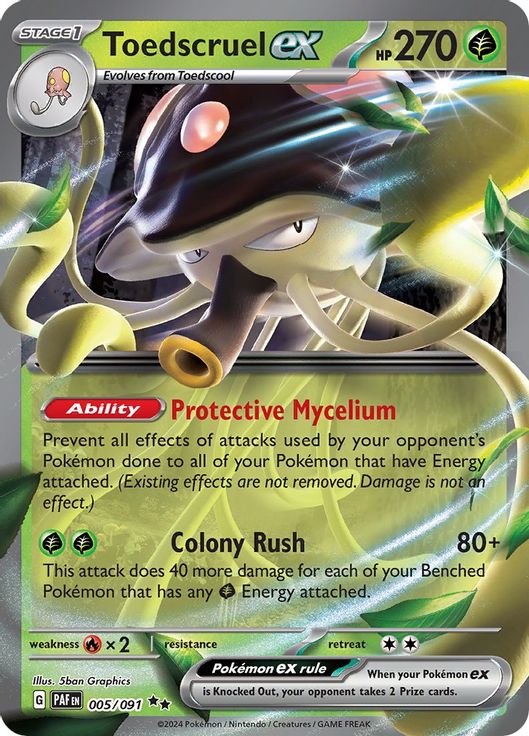 STAGE1
Toedscruel ex HP 270
Evolves from Toedscool
Ability Protective Mycelium
Prevent all effects of attacks used by your opponent's
Pokémon done to all of your Pokémon that have Energy
attached. (Existing effects are not removed. Damage is not an
effect.)
Colony Rush 80+
This attack does 40 more damage for each of your Benched
Pokémon that has any Energy attached.
weakness ×2 resistance retreat
Illus. 5ban Graphics
Pokémon ex rule When your Pokémon ex
is Knocked Out, your opponent takes 2 Prize cards.
G PAF EN 005/091
©2024 Pokémon / Nintendo / Creatures / GAME FREAK